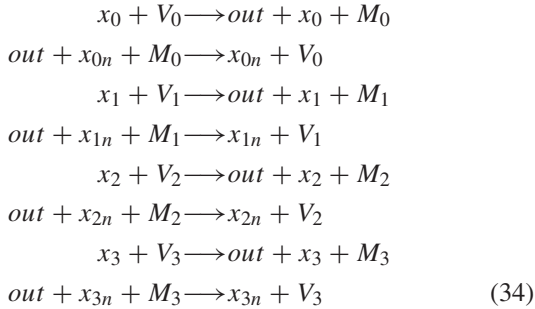 x₀ + V₀ ⟶ out + x₀ + M₀
out + x₀ₙ + M₀ ⟶ x₀ₙ + V₀
x₁ + V₁ ⟶ out + x₁ + M₁
out + x₁ₙ + M₁ ⟶ x₁ₙ + V₁
x₂ + V₂ ⟶ out + x₂ + M₂
out + x₂ₙ + M₂ ⟶ x₂ₙ + V₂
x₃ + V₃ ⟶ out + x₃ + M₃
out + x₃ₙ + M₃ ⟶ x₃ₙ + V₃ (34)